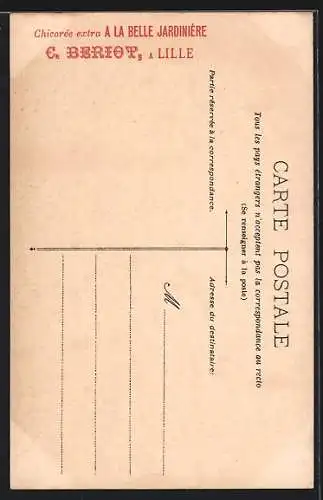 Chicorée extra A LA BELLE JARDINIÈRE
C. BERIOT, A LILLE
CARTE POSTALE
Tous les pays étrangers n'acceptent pas la correspondance au recto
(Se renseigner à la poste)
Partie réservée à la correspondance.
Adresse du destinataire:
M